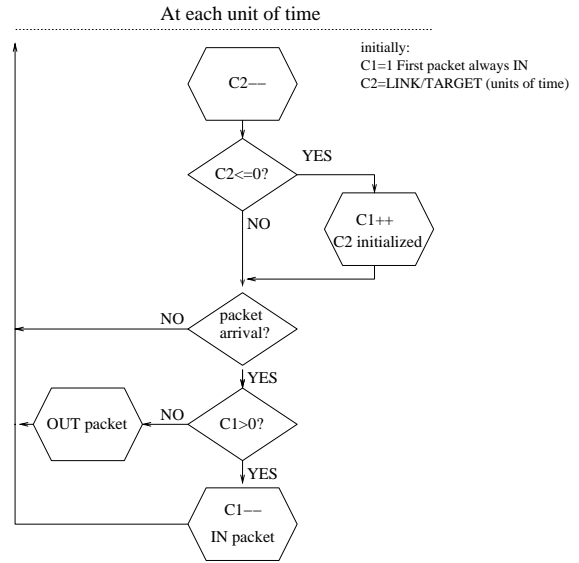 At each unit of time
initially:
C1=1 First packet always IN
C2=LINK/TARGET (units of time)
C2−−
C2<=0?
YES
NO
C1++
C2 initialized
packet
arrival?
NO
YES
C1>0?
NO
OUT packet
YES
C1−−
IN packet